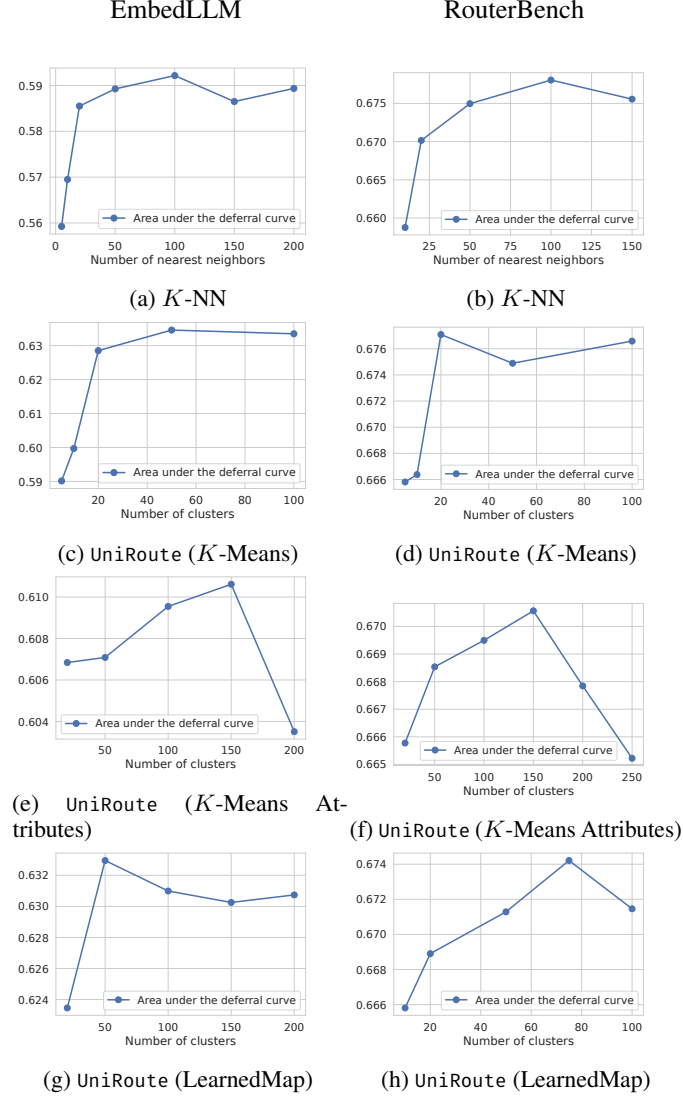 EmbedLLM
RouterBench
0.59
0.58
0.57
0.56
0 50 100 150 200
Number of nearest neighbors
Area under the deferral curve
(a) K-NN
0.675
0.670
0.665
0.660
25 50 75 100 125 150
Number of nearest neighbors
Area under the deferral curve
(b) K-NN
0.63
0.62
0.61
0.60
0.59
20 40 60 80 100
Number of clusters
Area under the deferral curve
(c) UniRoute (K-Means)
0.676
0.674
0.672
0.670
0.668
0.666
20 40 60 80 100
Number of clusters
Area under the deferral curve
(d) UniRoute (K-Means)
0.610
0.608
0.606
0.604
50 100 150 200
Number of clusters
Area under the deferral curve
(e) UniRoute (K-Means At-
tributes)
0.670
0.669
0.668
0.667
0.666
0.665
50 100 150 200 250
Number of clusters
Area under the deferral curve
(f) UniRoute (K-Means Attributes)
0.632
0.630
0.628
0.626
0.624
50 100 150 200
Number of clusters
Area under the deferral curve
(g) UniRoute (LearnedMap)
0.674
0.672
0.670
0.668
0.666
20 40 60 80 100
Number of clusters
Area under the deferral curve
(h) UniRoute (LearnedMap)